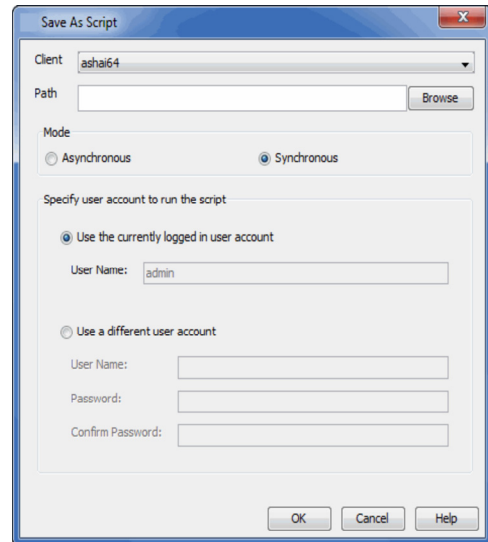 Save As Script
Client ashai64
Path Browse
Mode
Asynchronous Synchronous
Specify user account to run the script
Use the currently logged in user account
User Name: admin
Use a different user account
User Name:
Password:
Confirm Password:
OK Cancel Help